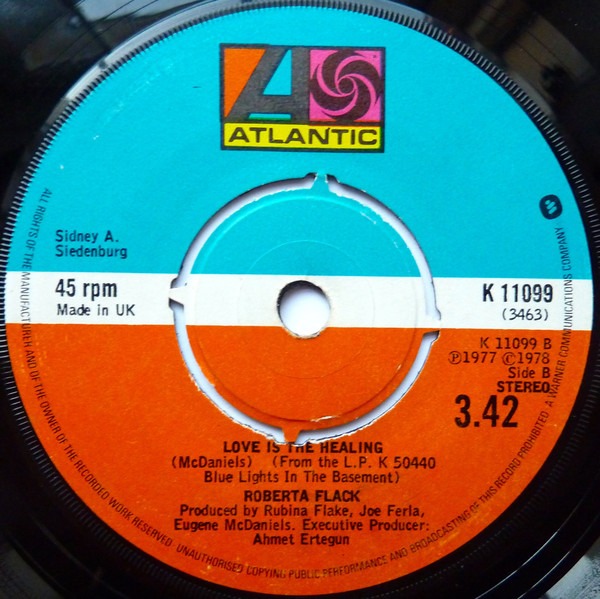 ATLANTIC
Sidney A.
Siedenburg
45 rpm
Made in UK
K 11099
(3463)
K 11099 B
Ⓟ1977 ©1978
Side B
STEREO
3.42
LOVE IS THE HEALING
(McDaniels) (From the L.P. K 50440
Blue Lights In The Basement)
ROBERTA FLACK
Produced by Rubina Flake, Joe Ferla,
Eugene McDaniels. Executive Producer:
Ahmet Ertegun
ALL RIGHTS OF THE MANUFACTURER AND OF THE OWNER OF THE RECORDED WORK RESERVED. UNAUTHORISED COPYING PUBLIC PERFORMANCE AND BROADCASTING OF THIS RECORD PROHIBITED. A WARNER COMMUNICATIONS COMPANY